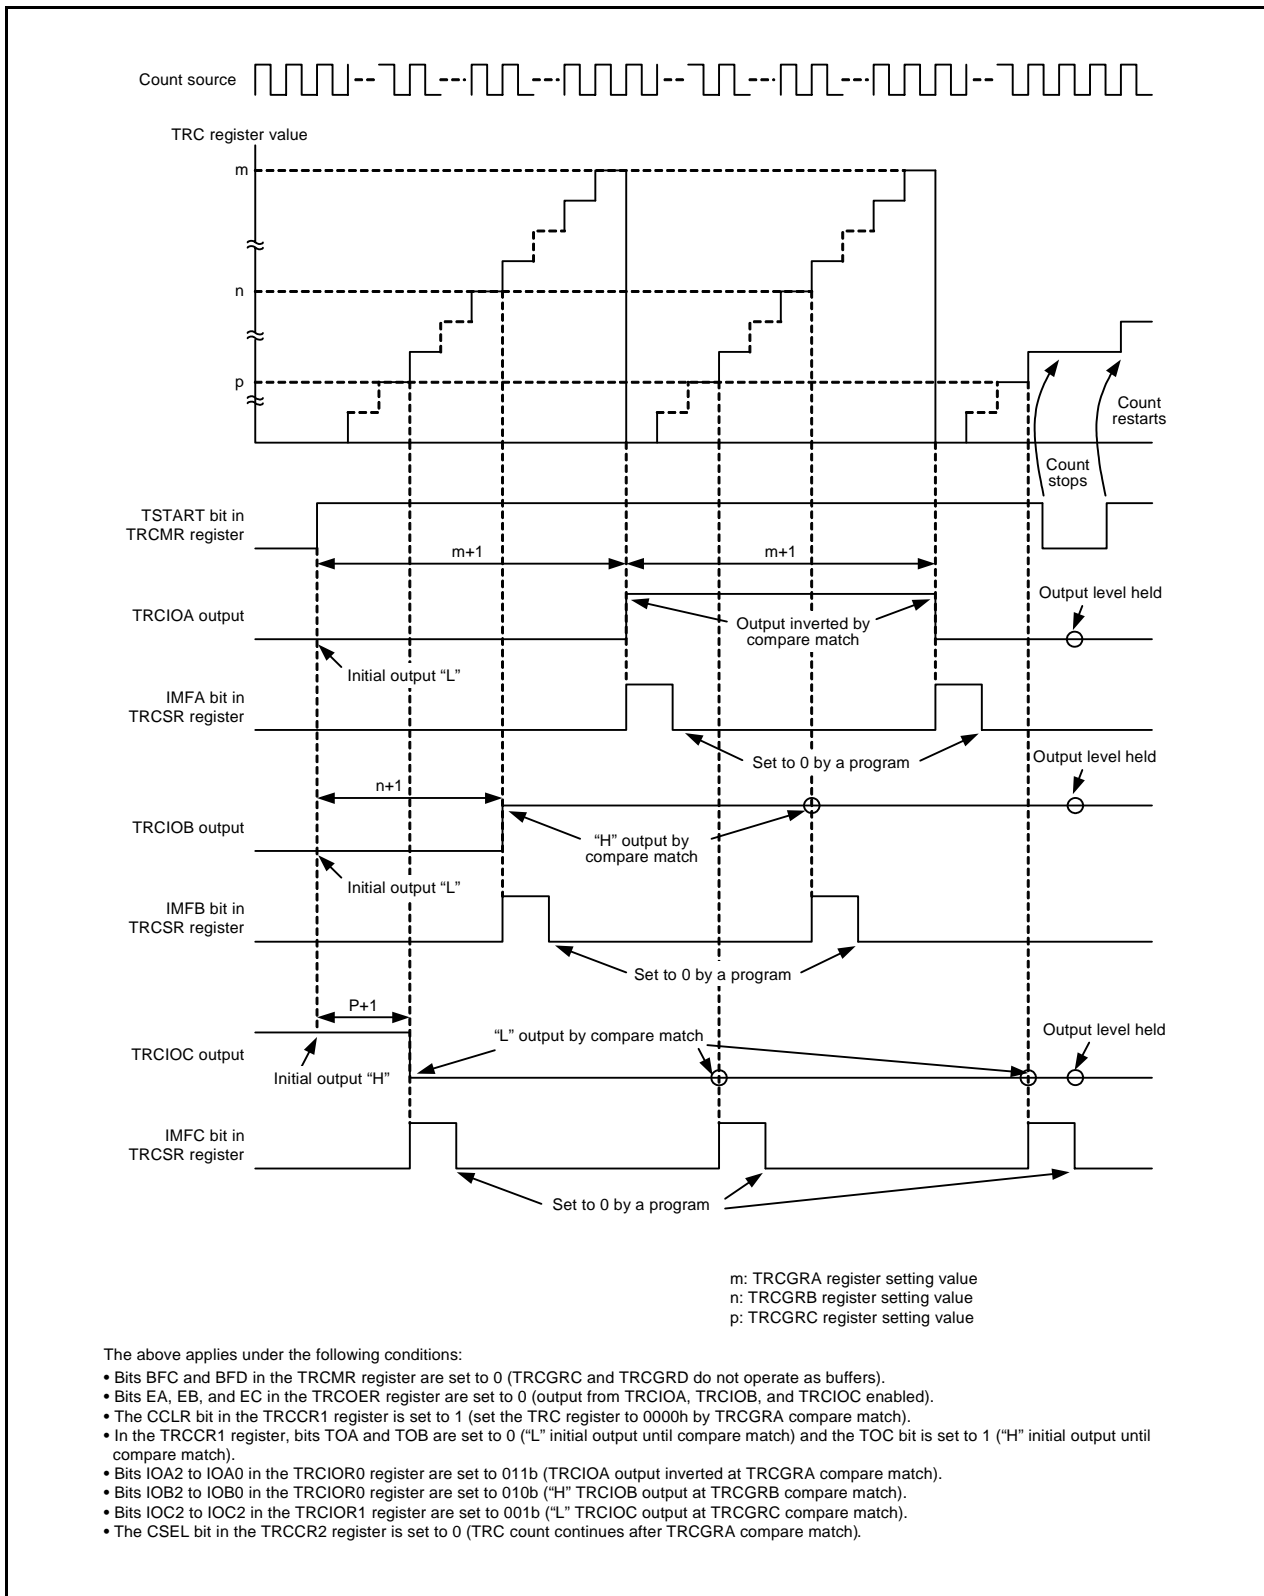 Count source
TRC register value
m
n
p
Count
restarts
Count
stops
TSTART bit in
TRCMR register
m+1
m+1
TRCIOA output
Output level held
Output inverted by
compare match
Initial output “L”
IMFA bit in
TRCSR register
Set to 0 by a program
Output level held
n+1
TRCIOB output
“H” output by
compare match
Initial output “L”
IMFB bit in
TRCSR register
Set to 0 by a program
P+1
TRCIOC output
“L” output by compare match
Output level held
Initial output “H”
IMFC bit in
TRCSR register
Set to 0 by a program
m: TRCGRA register setting value
n: TRCGRB register setting value
p: TRCGRC register setting value
The above applies under the following conditions:
• Bits BFC and BFD in the TRCMR register are set to 0 (TRCGRC and TRCGRD do not operate as buffers).
• Bits EA, EB, and EC in the TRCOER register are set to 0 (output from TRCIOA, TRCIOB, and TRCIOC enabled).
• The CCLR bit in the TRCCR1 register is set to 1 (set the TRC register to 0000h by TRCGRA compare match).
• In the TRCCR1 register, bits TOA and TOB are set to 0 (“L” initial output until compare match) and the TOC bit is set to 1 (“H” initial output until
compare match).
• Bits IOA2 to IOA0 in the TRCIOR0 register are set to 011b (TRCIOA output inverted at TRCGRA compare match).
• Bits IOB2 to IOB0 in the TRCIOR0 register are set to 010b (“H” TRCIOB output at TRCGRB compare match).
• Bits IOC2 to IOC2 in the TRCIOR1 register are set to 001b (“L” TRCIOC output at TRCGRC compare match).
• The CSEL bit in the TRCCR2 register is set to 0 (TRC count continues after TRCGRA compare match).